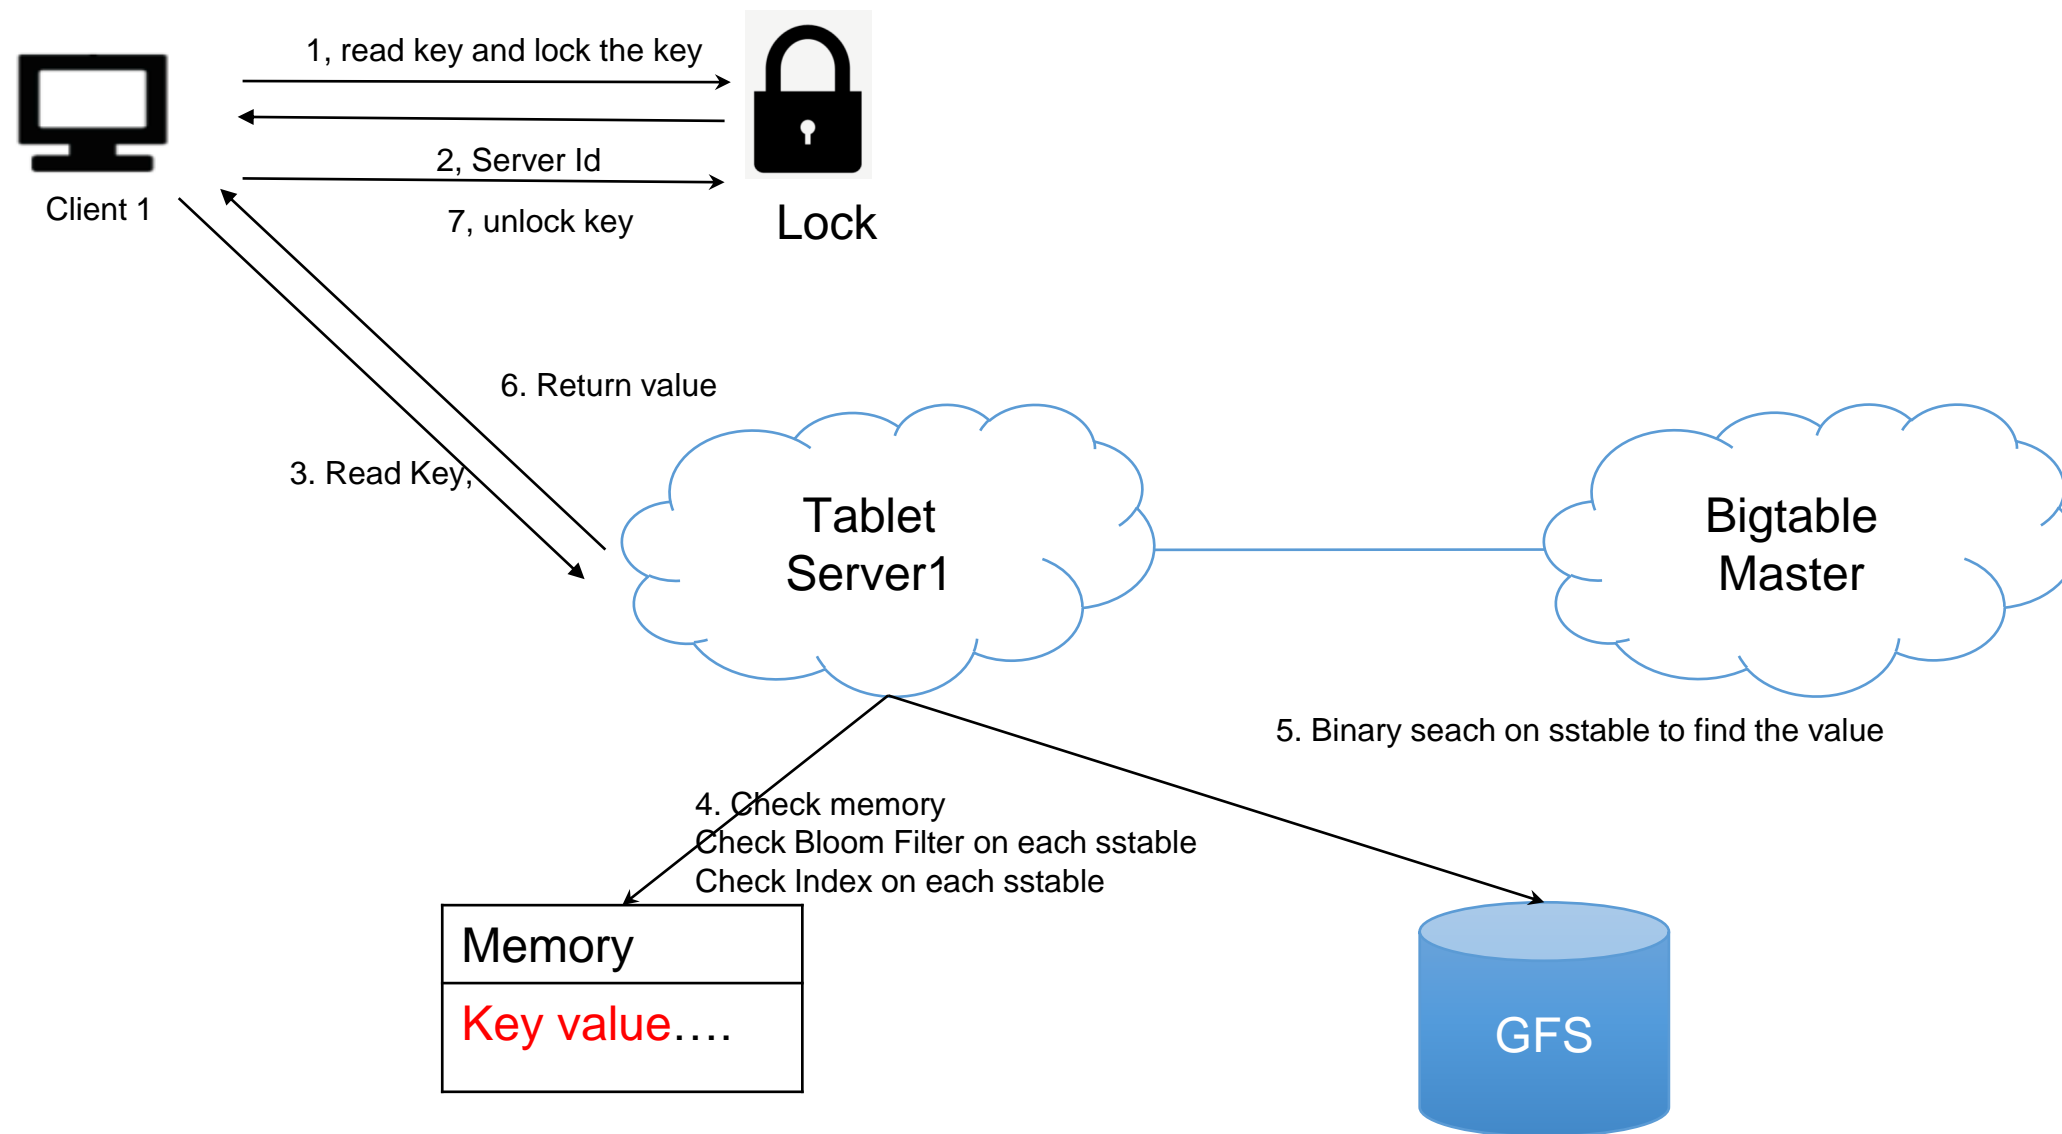 1, read key and lock the key
2, Server Id
Client 1
7, unlock key
Lock
6. Return value
3. Read Key,
Tablet
Server1
Bigtable
Master
5. Binary seach on sstable to find the value
4. Check memory
Check Bloom Filter on each sstable
Check Index on each sstable
Memory
Key value....
GFS